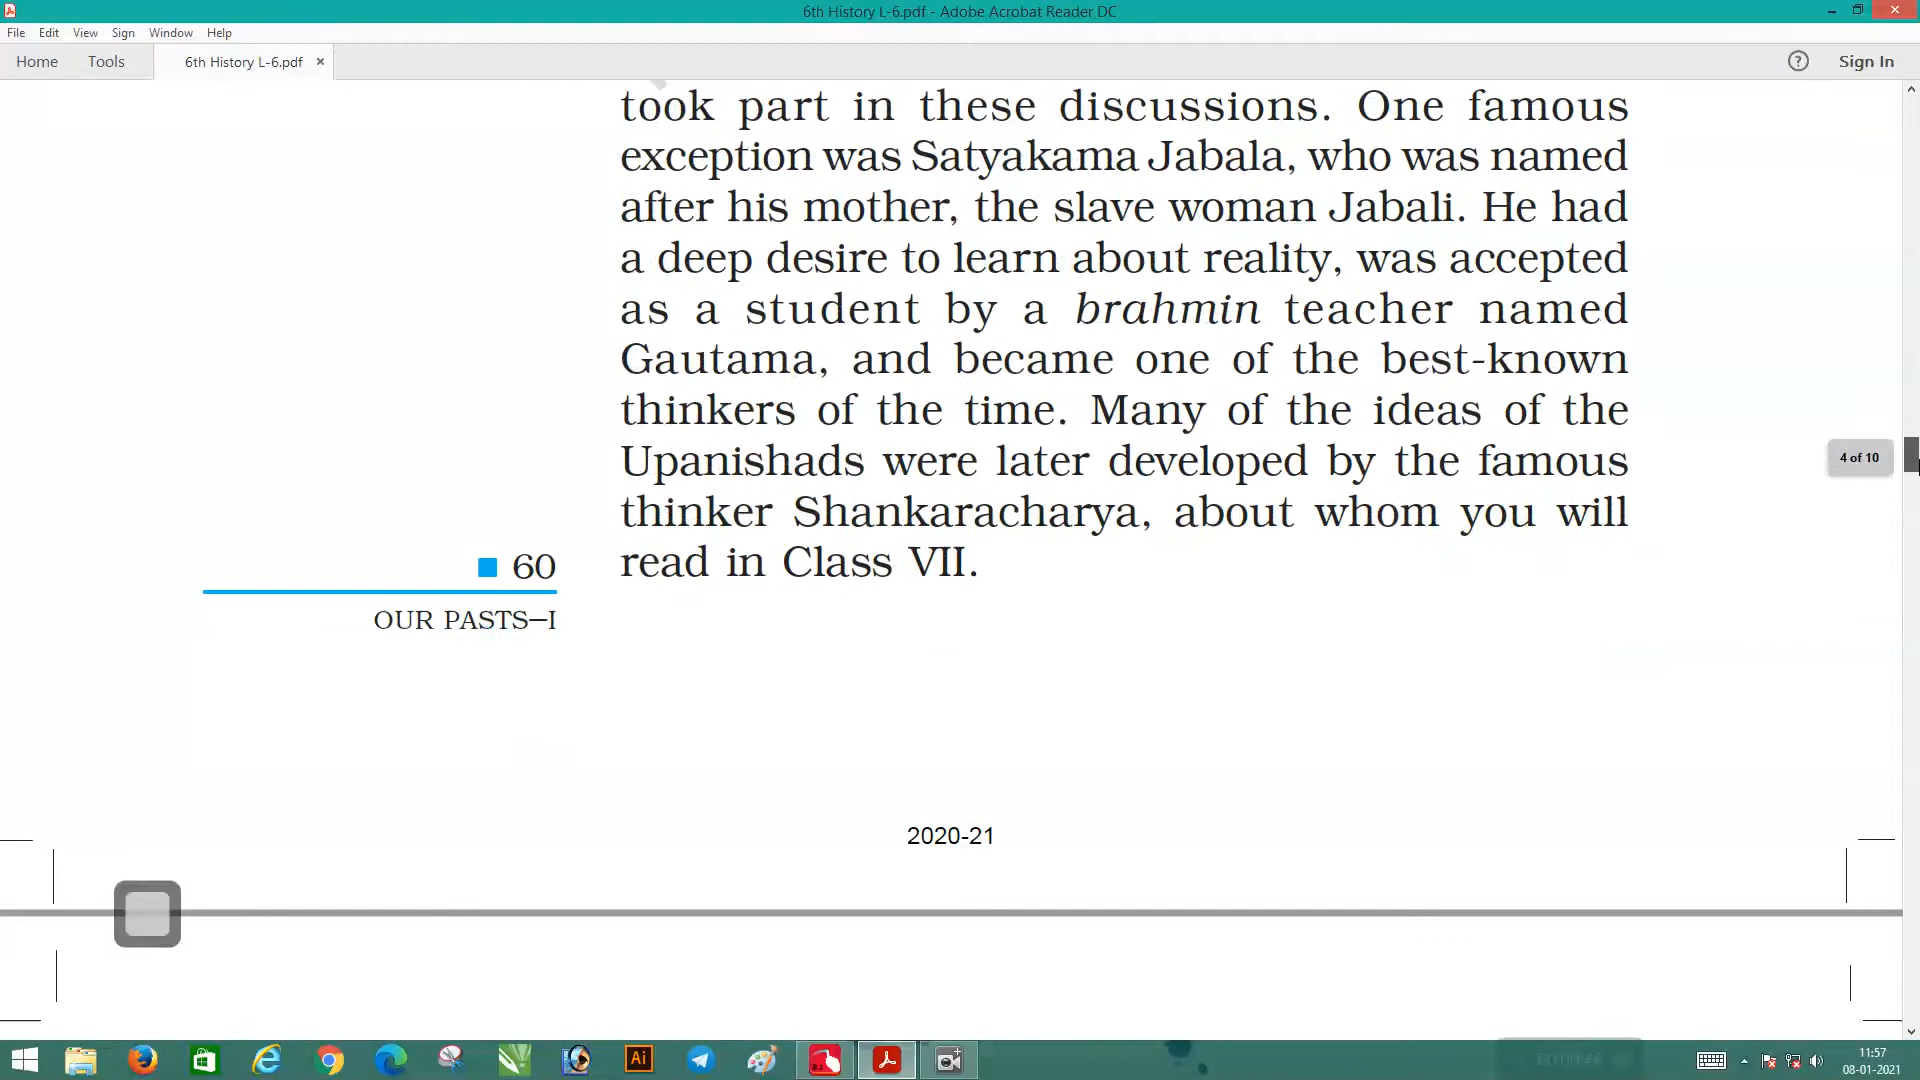 6th History L-6.pdf - Adobe Acrobat Reader DC
File Edit View Sign Window Help
Home Tools 6th History L-6.pdf × ? Sign In
took part in these discussions. One famous
exception was Satyakama Jabala, who was named
after his mother, the slave woman Jabali. He had
a deep desire to learn about reality, was accepted
as a student by a brahmin teacher named
Gautama, and became one of the best-known
thinkers of the time. Many of the ideas of the
Upanishads were later developed by the famous
thinker Shankaracharya, about whom you will
read in Class VII.
4 of 10
60
OUR PASTS—I
2020-21
Ai
11:57
08-01-2021